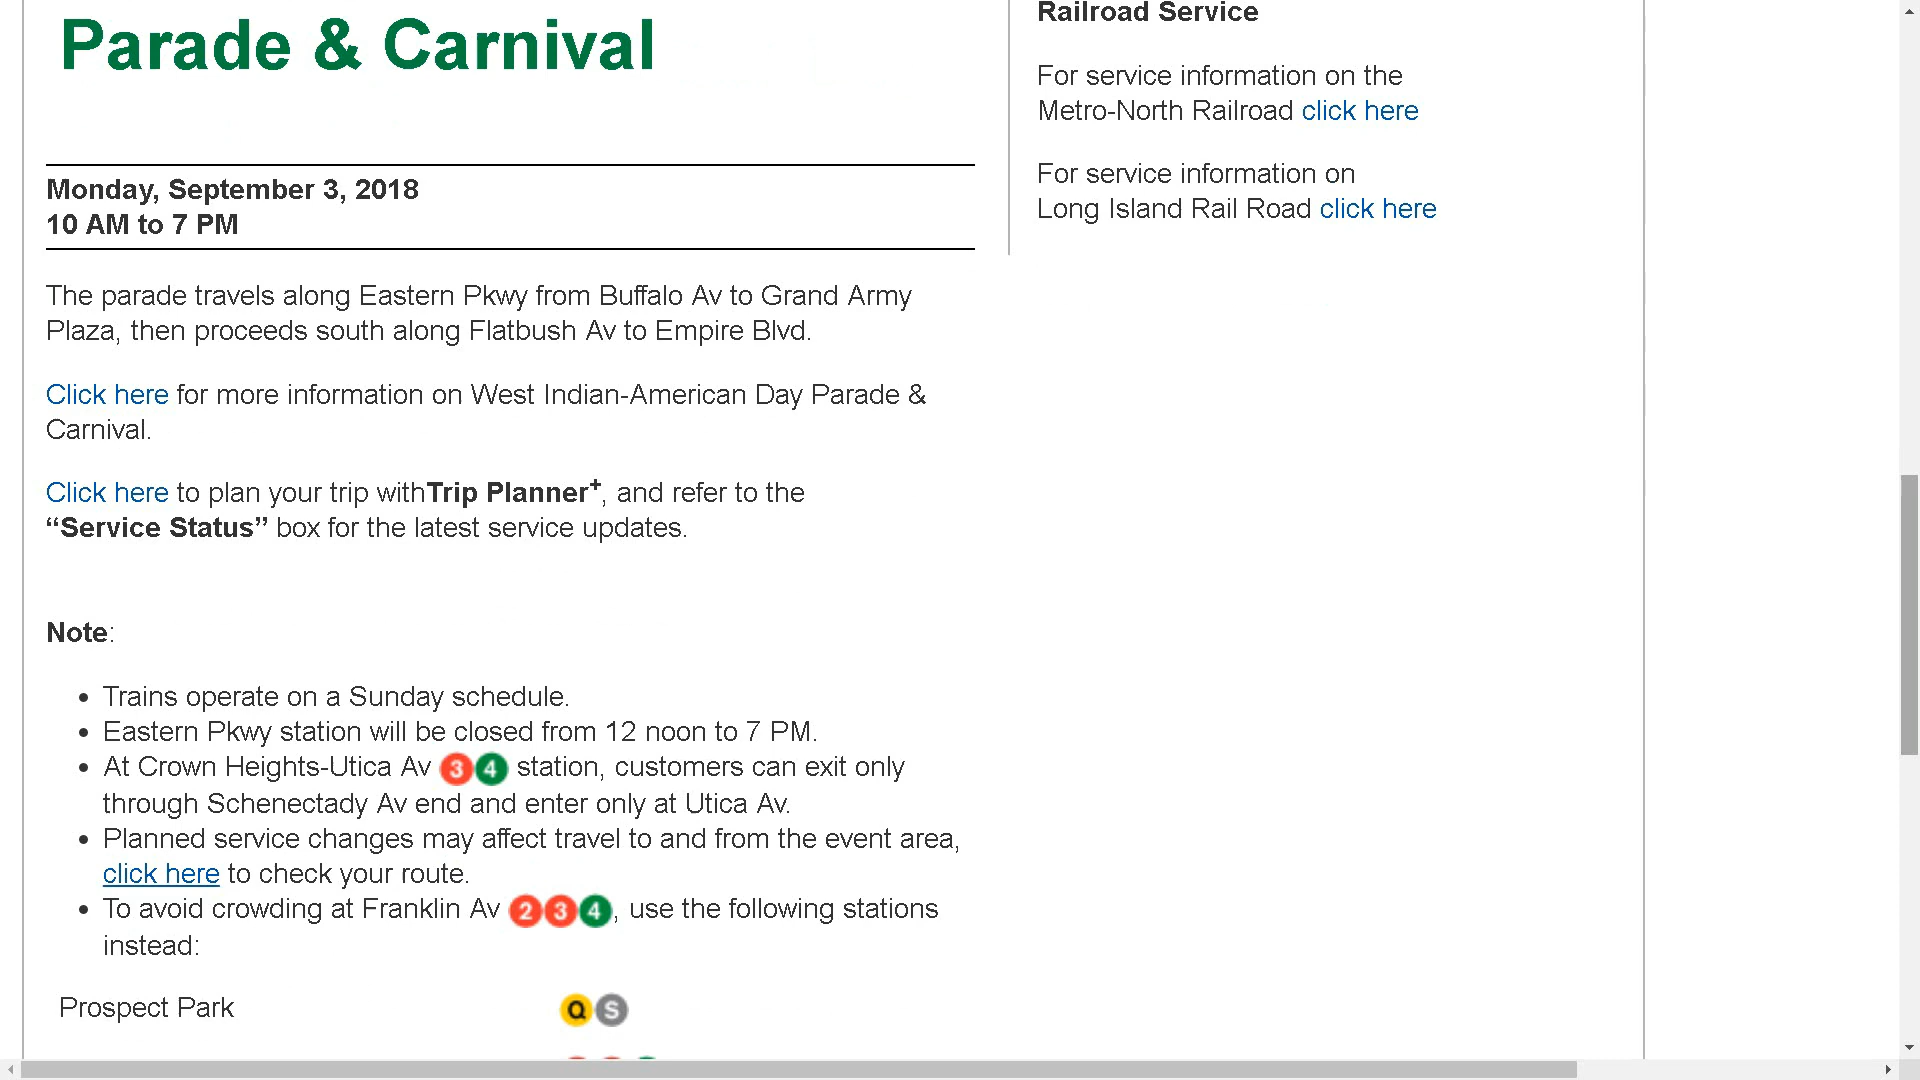 Parade & Carnival
Monday, September 3, 2018
10 AM to 7 PM
The parade travels along Eastern Pkwy from Buffalo Av to Grand Army
Plaza, then proceeds south along Flatbush Av to Empire Blvd.
Click here for more information on West Indian-American Day Parade &
Carnival.
Click here to plan your trip withTrip Planner+, and refer to the
“Service Status” box for the latest service updates.
Note:
• Trains operate on a Sunday schedule.
• Eastern Pkwy station will be closed from 12 noon to 7 PM.
• At Crown Heights-Utica Av 3 4 station, customers can exit only
through Schenectady Av end and enter only at Utica Av.
• Planned service changes may affect travel to and from the event area,
click here to check your route.
• To avoid crowding at Franklin Av 2 3 4, use the following stations
instead:
Prospect Park Q S
Railroad Service
For service information on the
Metro-North Railroad click here
For service information on
Long Island Rail Road click here